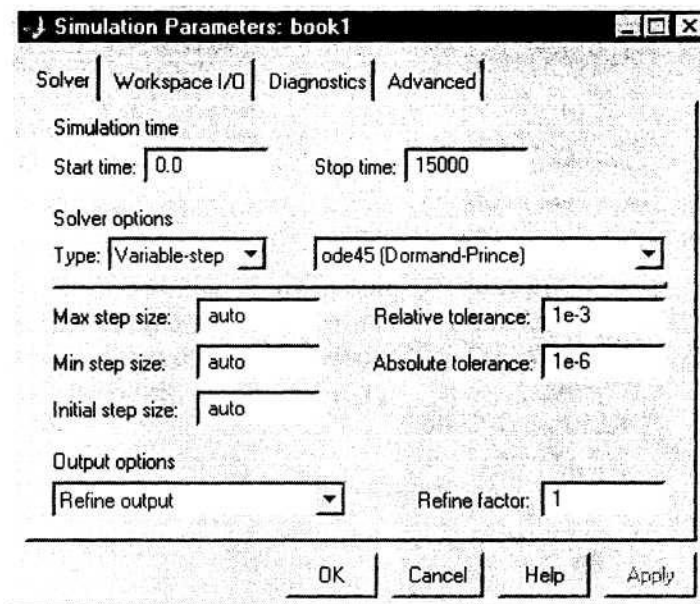 Simulation Parameters: book1
Solver Workspace I/O Diagnostics Advanced
Simulation time
Start time: 0.0 Stop time: 15000
Solver options
Type: Variable-step ode45 (Dormand-Prince)
Max step size: auto Relative tolerance: 1e-3
Min step size: auto Absolute tolerance: 1e-6
Initial step size: auto
Output options
Refine output Refine factor: 1
OK Cancel Help Apply